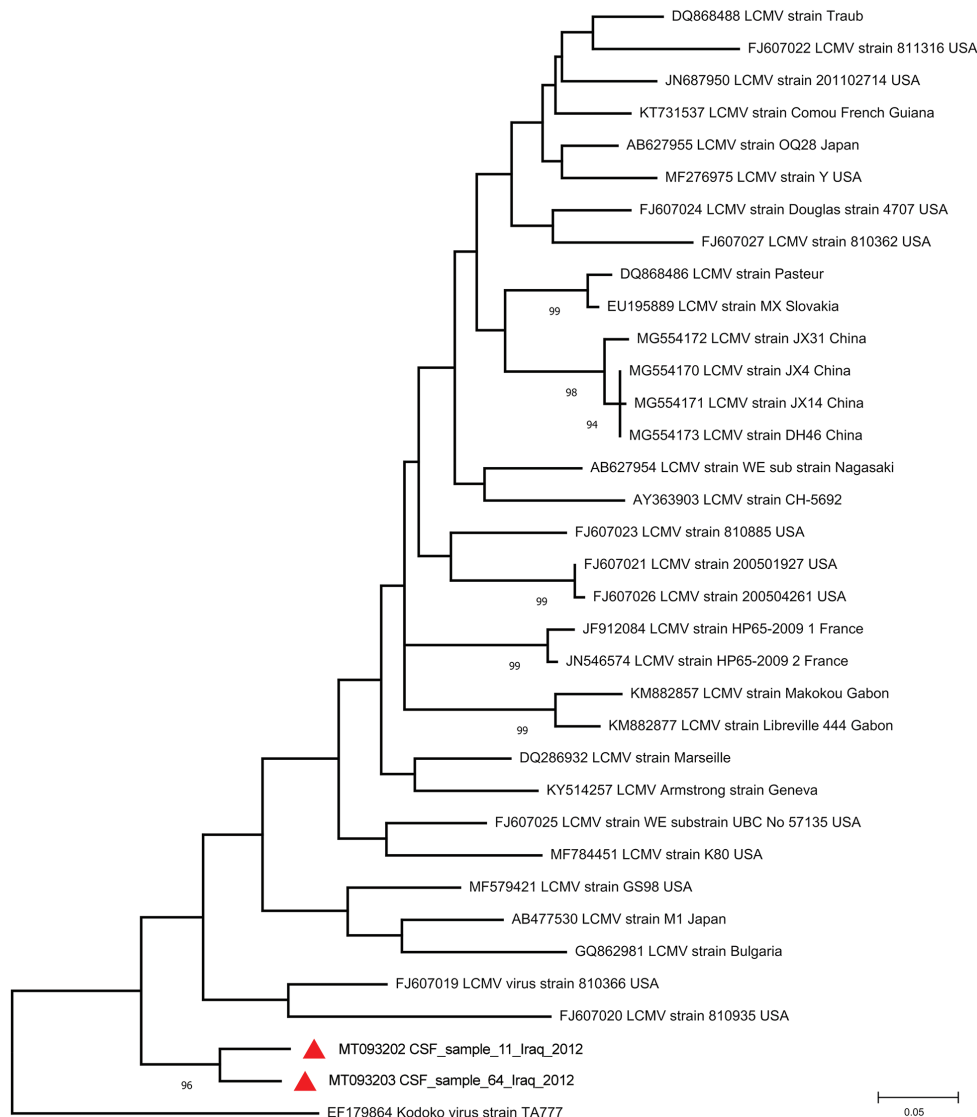 DQ868488 LCMV strain Traub
FJ607022 LCMV strain 811316 USA
JN687950 LCMV strain 201102714 USA
KT731537 LCMV strain Comou French Guiana
AB627955 LCMV strain OQ28 Japan
MF276975 LCMV strain Y USA
FJ607024 LCMV strain Douglas strain 4707 USA
FJ607027 LCMV strain 810362 USA
DQ868486 LCMV strain Pasteur
EU195889 LCMV strain MX Slovakia
99
MG554172 LCMV strain JX31 China
MG554170 LCMV strain JX4 China
98
MG554171 LCMV strain JX14 China
94
MG554173 LCMV strain DH46 China
AB627954 LCMV strain WE sub strain Nagasaki
AY363903 LCMV strain CH-5692
FJ607023 LCMV strain 810885 USA
FJ607021 LCMV strain 200501927 USA
FJ607026 LCMV strain 200504261 USA
99
JF912084 LCMV strain HP65-2009 1 France
JN546574 LCMV strain HP65-2009 2 France
99
KM882857 LCMV strain Makokou Gabon
KM882877 LCMV strain Libreville 444 Gabon
99
DQ286932 LCMV strain Marseille
KY514257 LCMV Armstrong strain Geneva
FJ607025 LCMV strain WE substrain UBC No 57135 USA
MF784451 LCMV strain K80 USA
MF579421 LCMV strain GS98 USA
AB477530 LCMV strain M1 Japan
GQ862981 LCMV strain Bulgaria
FJ607019 LCMV virus strain 810366 USA
FJ607020 LCMV strain 810935 USA
MT093202 CSF_sample_11_Iraq_2012
MT093203 CSF_sample_64_Iraq_2012
96
EF179864 Kodoko virus strain TA777
0.05